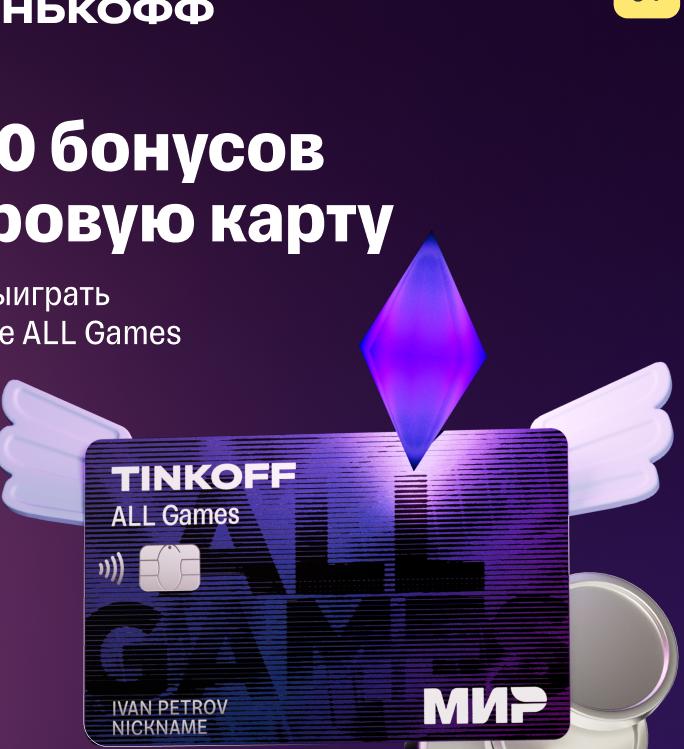 НЬКОФФ
0 бонусов
ровую карту
ыиграть
е ALL Games
TINKOFF
ALL Games
ALL
GAMES
IVAN PETROV
NICKNAME
МИР